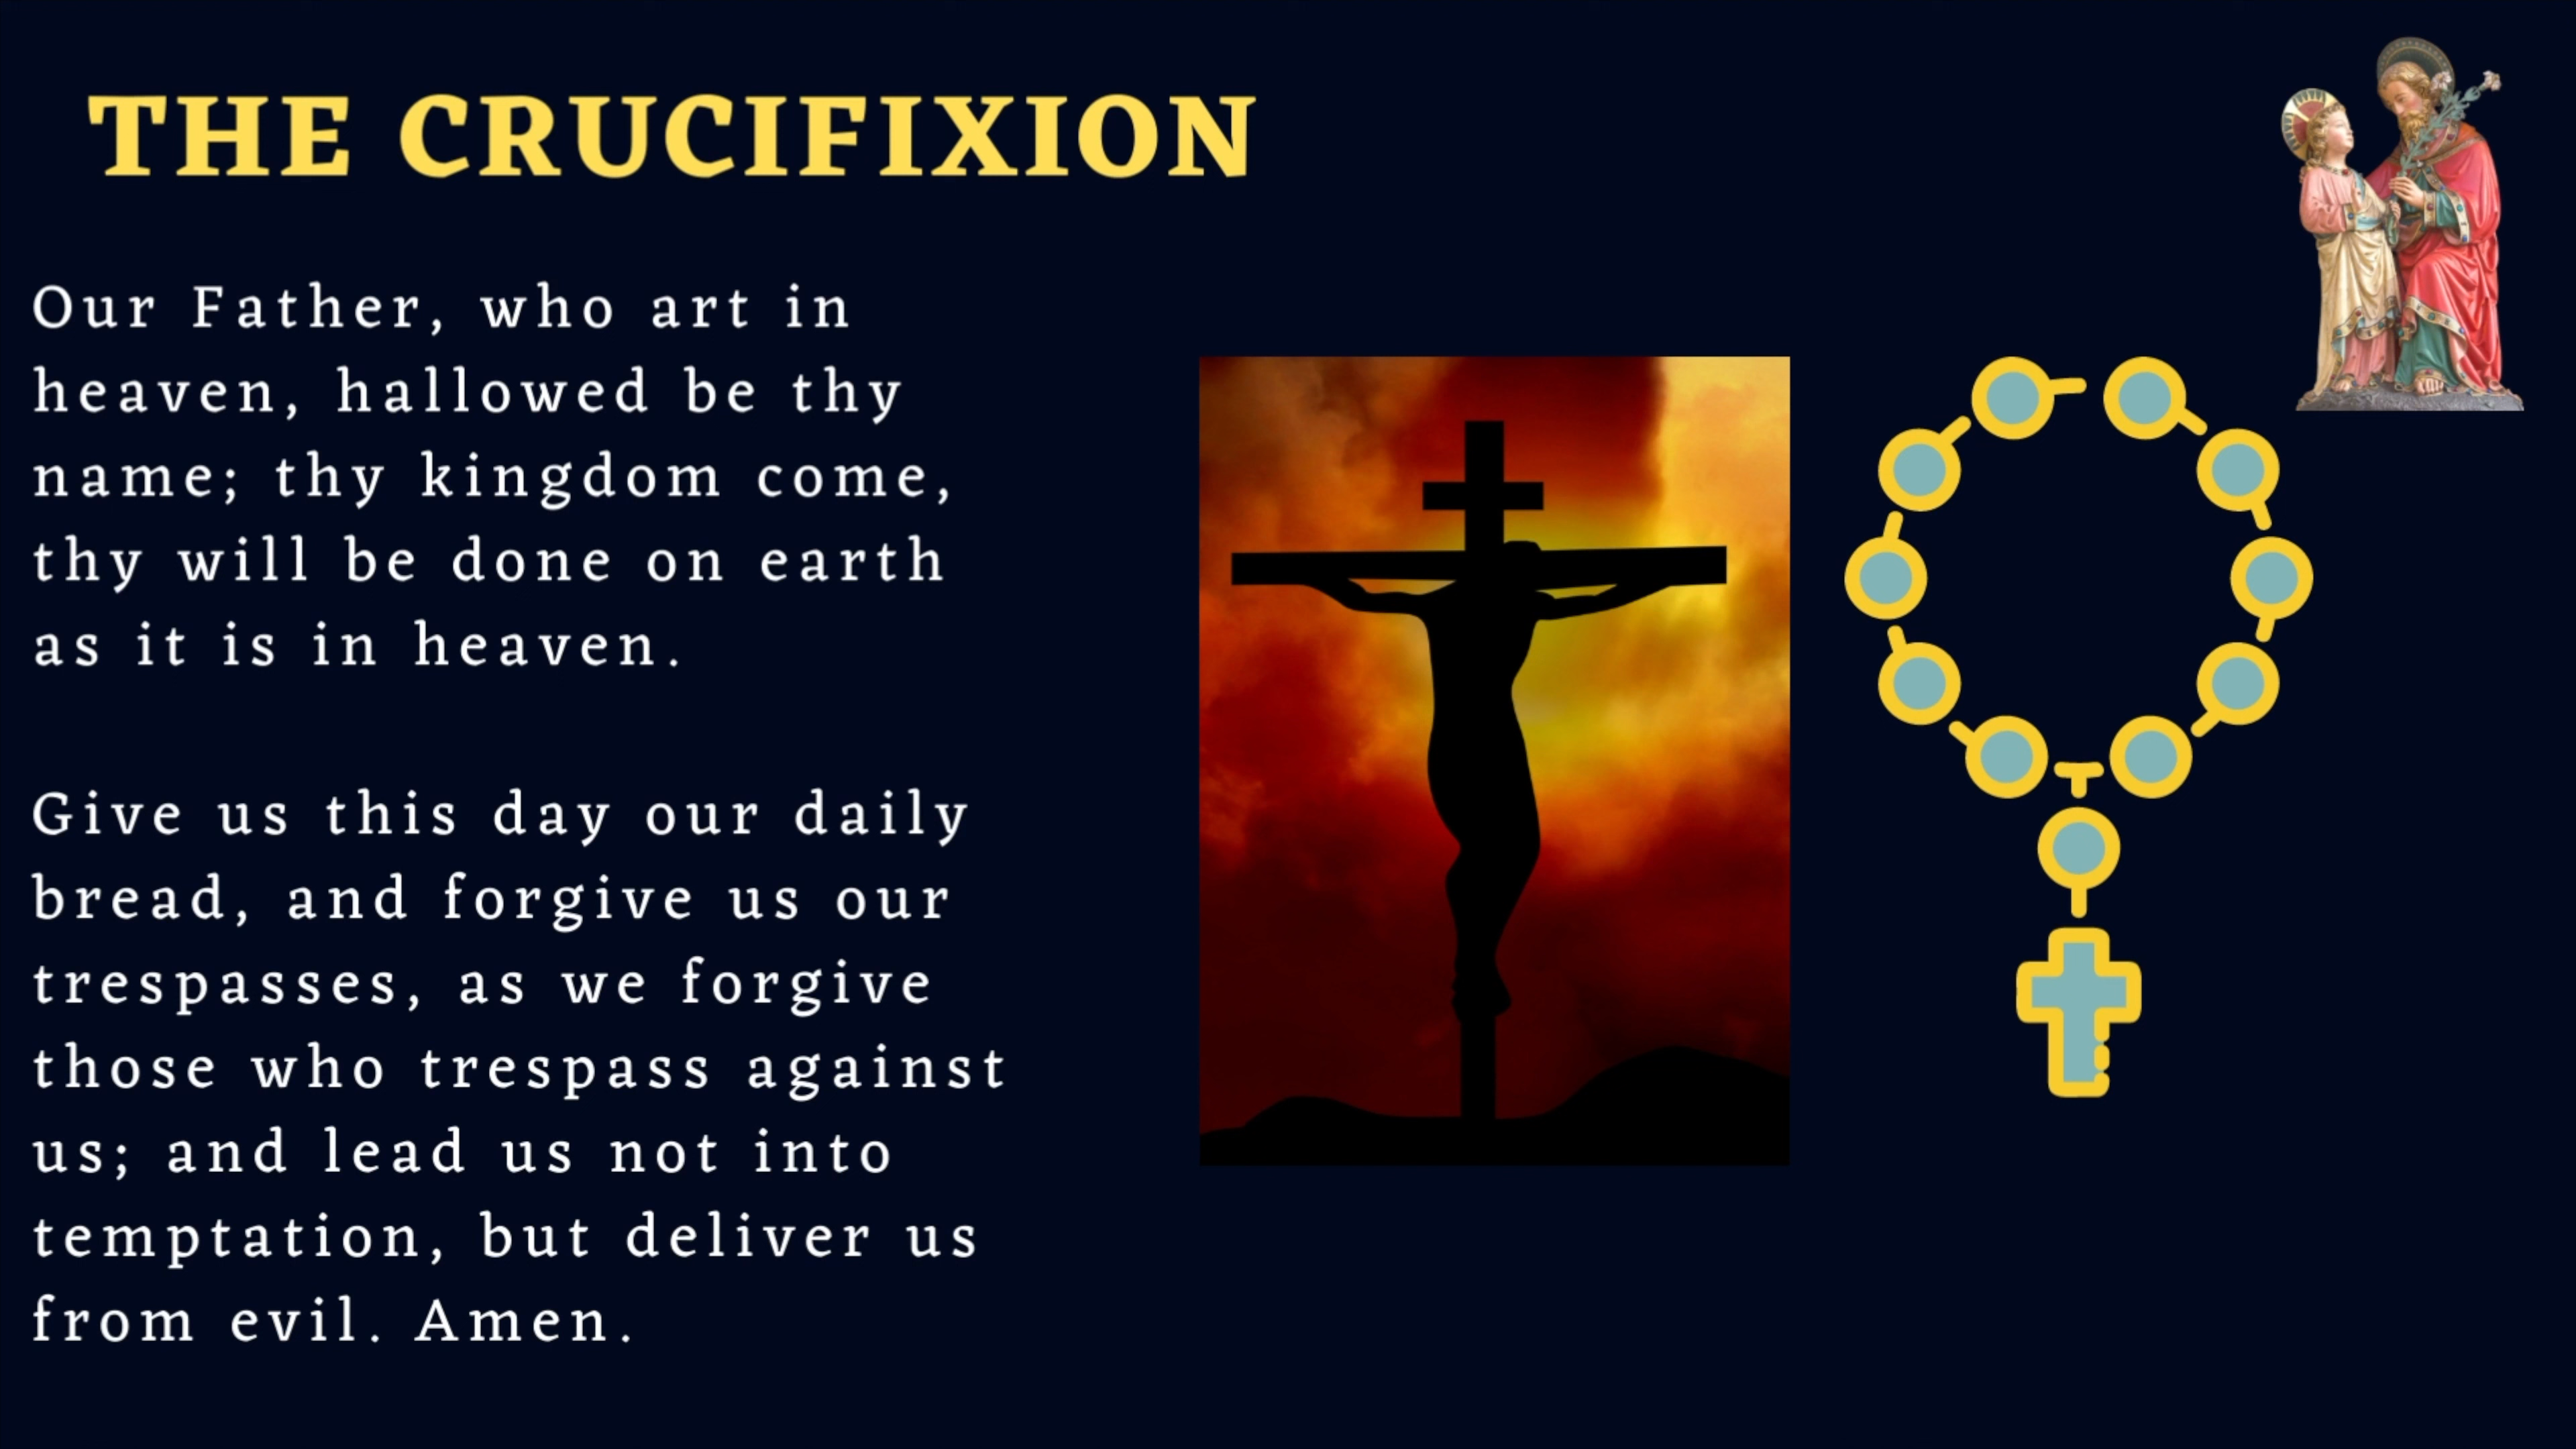 THE CRUCIFIXION
Our Father, who art in
heaven, hallowed be thy
name; thy kingdom come,
thy will be done on earth
as it is in heaven.
Give us this day our daily
bread, and forgive us our
trespasses, as we forgive
those who trespass against
us; and lead us not into
temptation, but deliver us
from evil. Amen.